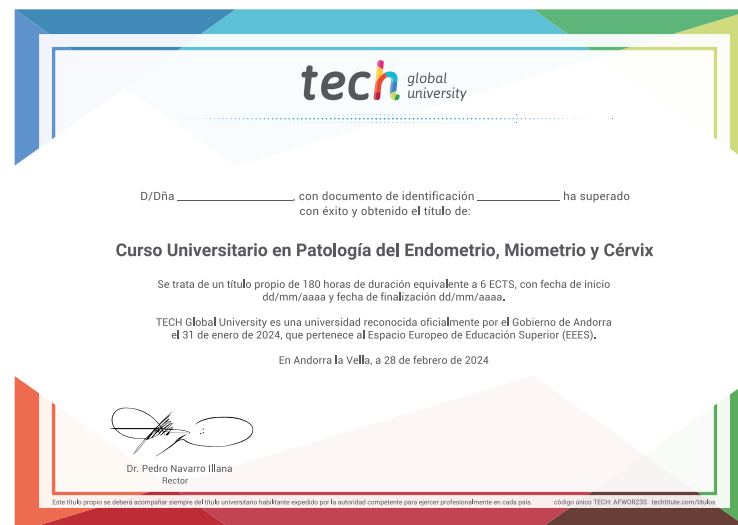 tech global university
D/Dña ____________________, con documento de identificación ______________ ha superado
con éxito y obtenido el título de:
Curso Universitario en Patología del Endometrio, Miometrio y Cérvix
Se trata de un título propio de 180 horas de duración equivalente a 6 ECTS, con fecha de inicio
dd/mm/aaaa y fecha de finalización dd/mm/aaaa.
TECH Global University es una universidad reconocida oficialmente por el Gobierno de Andorra
el 31 de enero de 2024, que pertenece al Espacio Europeo de Educación Superior (EEES).
En Andorra la Vella, a 28 de febrero de 2024
Dr. Pedro Navarro Illana
Rector
Este título propio se deberá acompañar siempre del título universitario habilitante expedido por la autoridad competente para ejercer profesionalmente en cada país. código único TECH: AFWOR23S techtitute.com/titulos